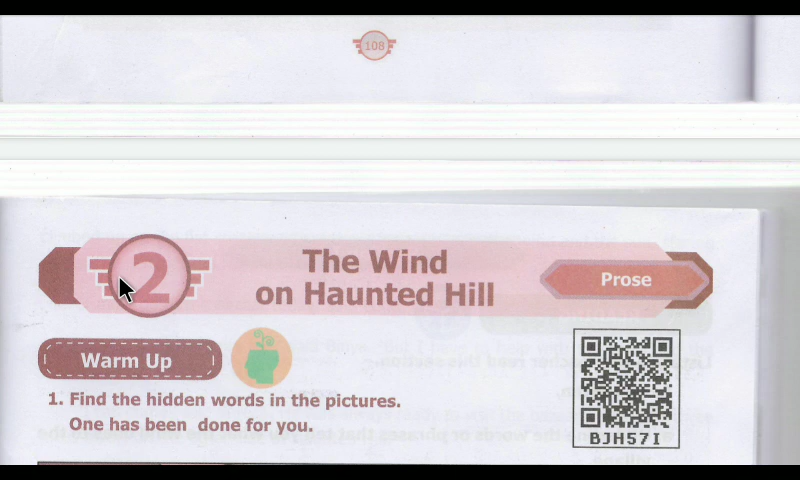 108
2
The Wind
on Haunted Hill
Prose
Warm Up
1. Find the hidden words in the pictures.
One has been done for you.
BJH57I